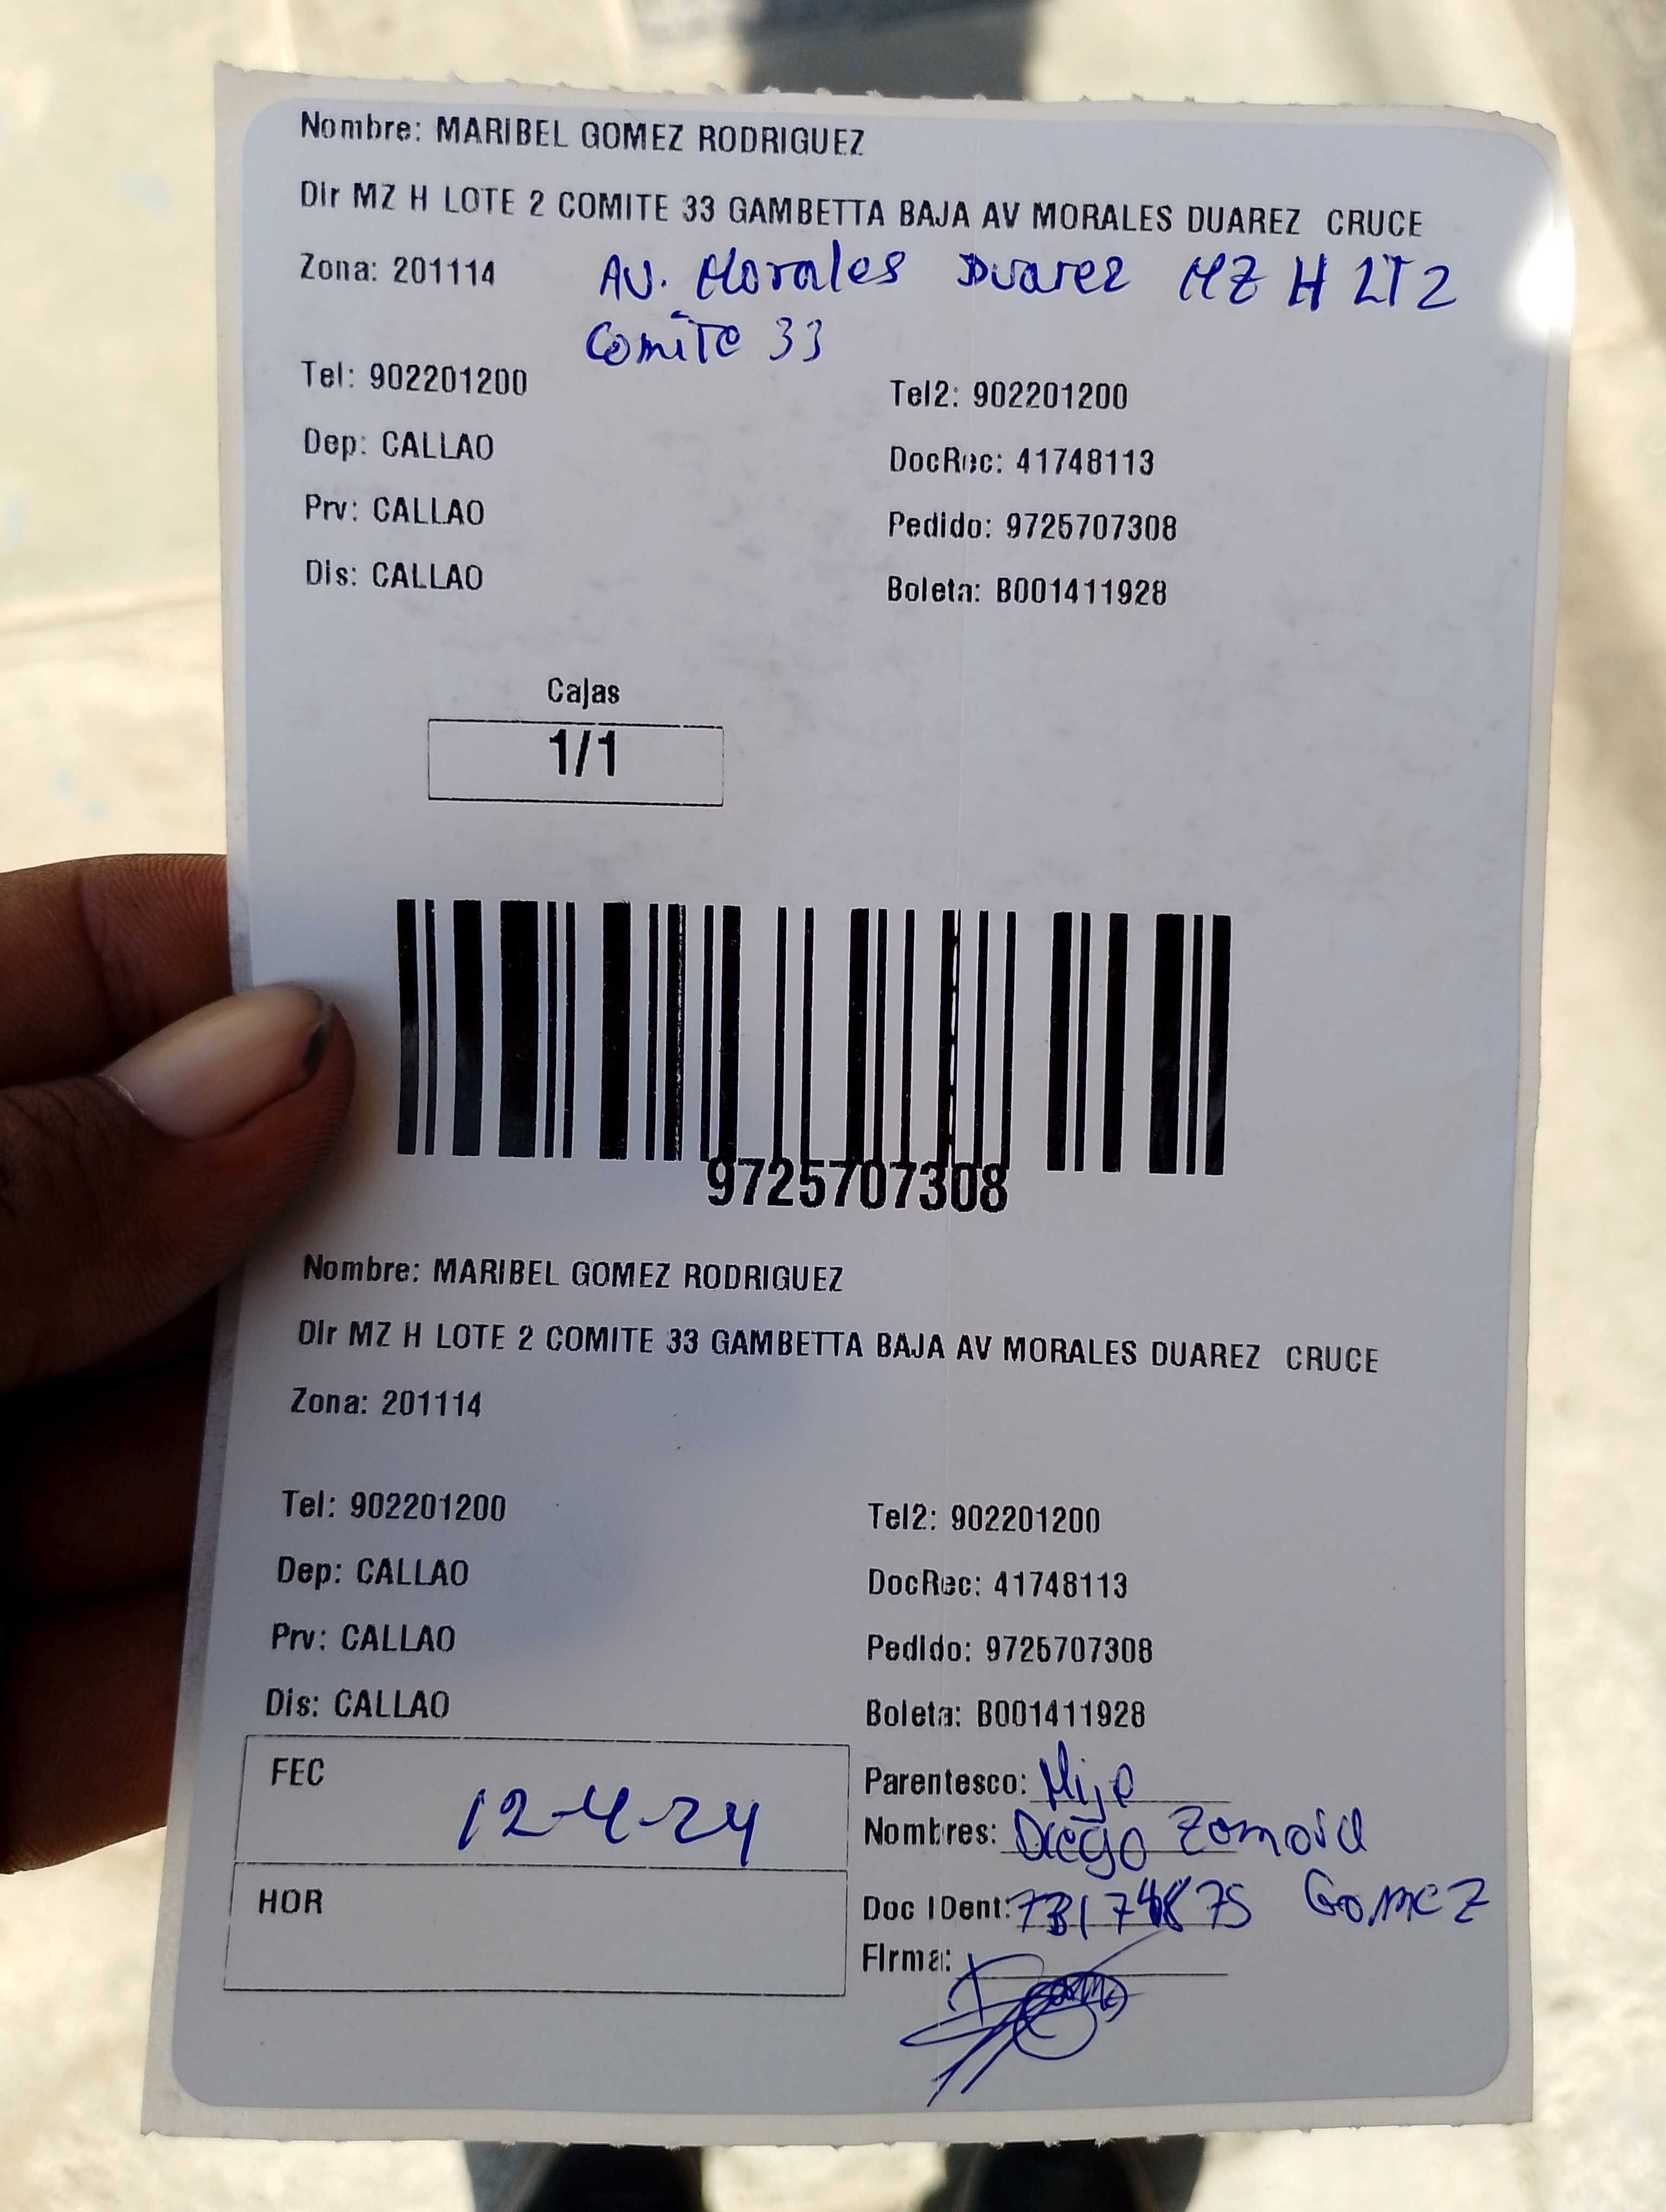 Nombre: MARIBEL GOMEZ RODRIGUEZ
Dir MZ H LOTE 2 COMITE 33 GAMBETTA BAJA AV MORALES DUAREZ CRUCE
Zona: 201114
AV. Morales Duarez MZ H LT 2
Comite 33
Tel: 902201200
Tel2: 902201200
Dep: CALLAO
DocRec: 41748113
Prv: CALLAO
Pedido: 9725707308
Dis: CALLAO
Boleta: B001411928
Cajas
1/1
9725707308
Nombre: MARIBEL GOMEZ RODRIGUEZ
Dir MZ H LOTE 2 COMITE 33 GAMBETTA BAJA AV MORALES DUAREZ CRUCE
Zona: 201114
Tel: 902201200
Tel2: 902201200
Dep: CALLAO
DocRec: 41748113
Prv: CALLAO
Pedido: 9725707308
Dis: CALLAO
Boleta: B001411928
FEC 12-4-24
HOR
Parentesco: Hijo
Nombres: Diego Zamora
Gomez
Doc IDent:
Firma: